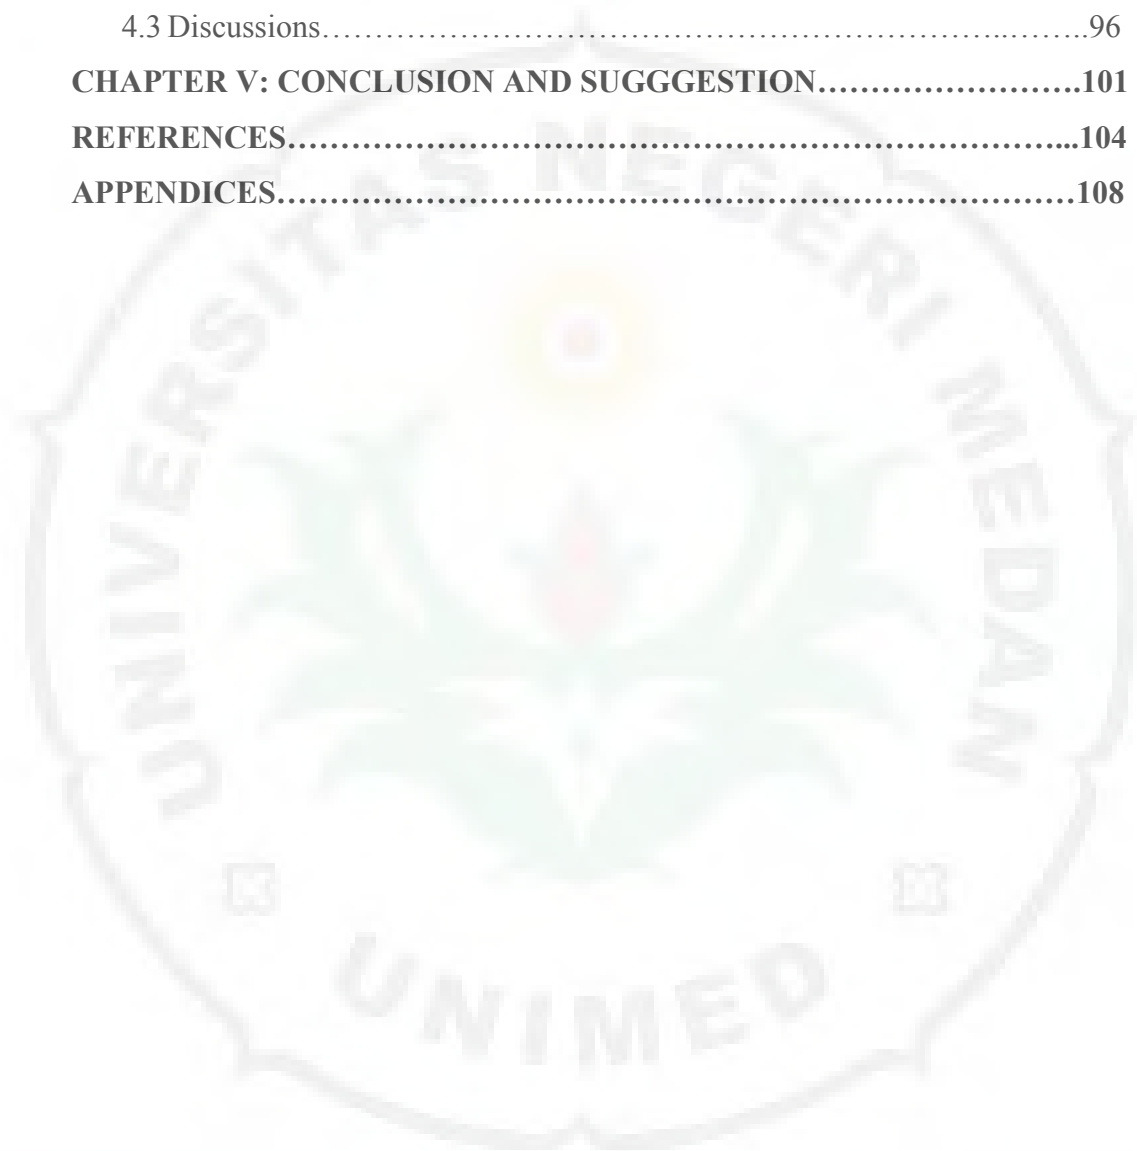 4.3 Discussions…………………………………………………………..……..96
CHAPTER V: CONCLUSION AND SUGGGESTION…………………….101
REFERENCES………………………………………………………………...104
APPENDICES…………………………………………………………………108
UNIVERSITAS NEGERI MEDAN
UNIMED